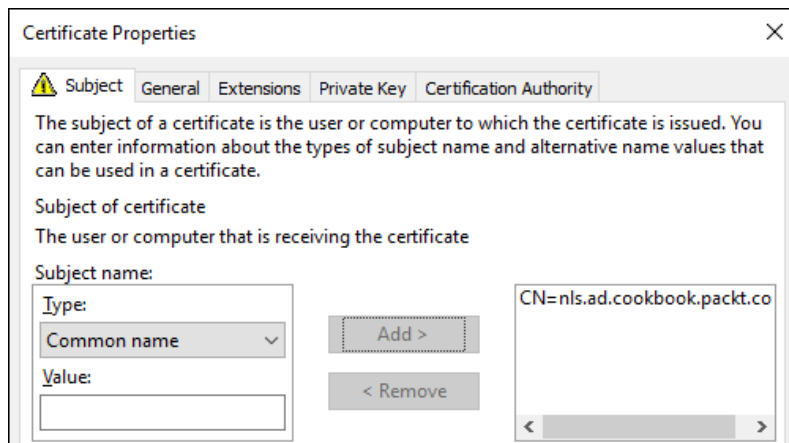 Certificate Properties
Subject General Extensions Private Key Certification Authority
The subject of a certificate is the user or computer to which the certificate is issued. You
can enter information about the types of subject name and alternative name values that
can be used in a certificate.
Subject of certificate
The user or computer that is receiving the certificate
Subject name:
Type:
Common name
Value:
Add >
< Remove
CN=nls.ad.cookbook.packt.co